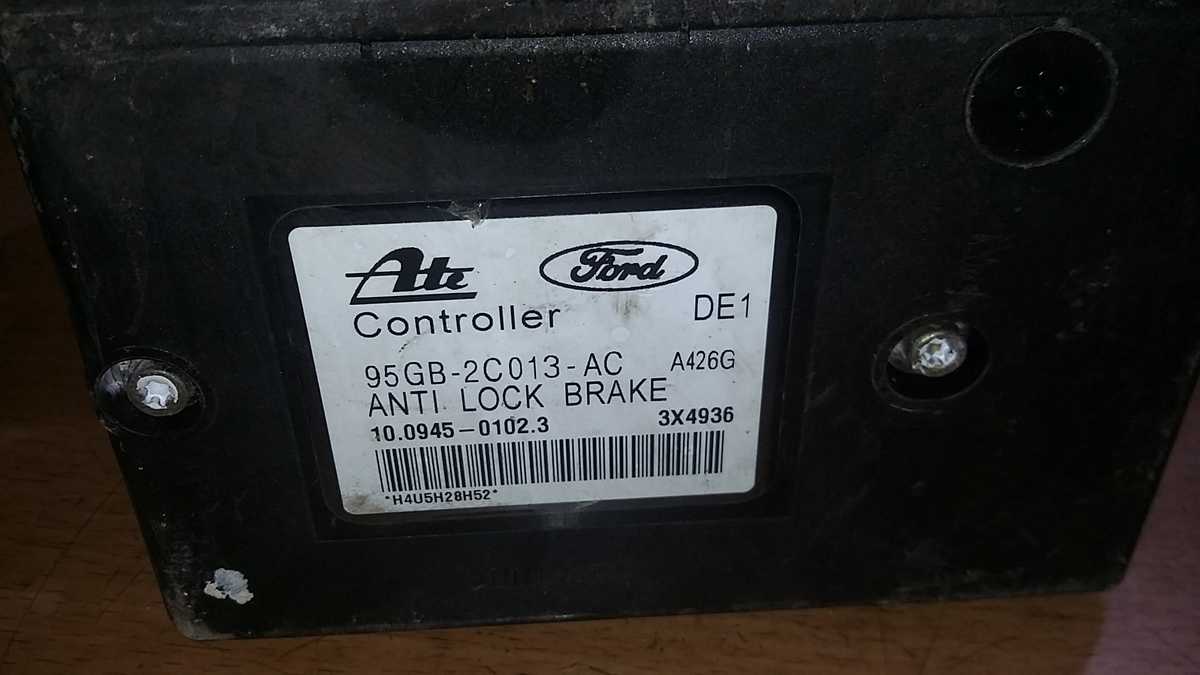 Ate Ford
Controller DE1
95GB-2C013-AC A426G
ANTI LOCK BRAKE
10.0945-0102.3 3X4936
*H4U5H28H52*